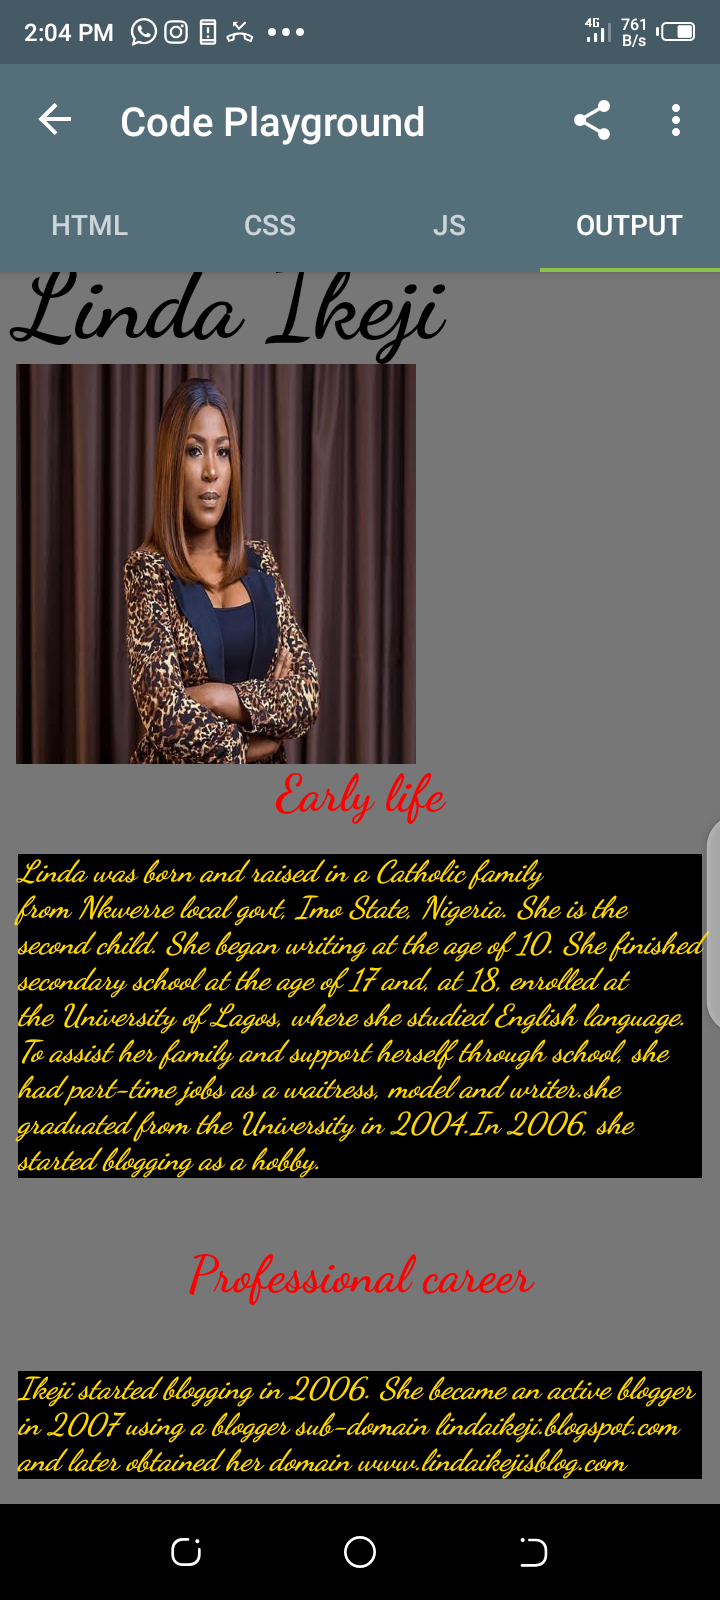 2:04 PM 4G 761 B/s
Code Playground
HTML CSS JS OUTPUT
Linda Ikeji
Early life
Linda was born and raised in a Catholic family
from Nkwerre local govt, Imo State, Nigeria. She is the
second child. She began writing at the age of 10. She finished
secondary school at the age of 17 and, at 18, enrolled at
the University of Lagos, where she studied English language.
To assist her family and support herself through school, she
had part-time jobs as a waitress, model and writer.she
graduated from the University in 2004.In 2006, she
started blogging as a hobby.
Professional career
Ikeji started blogging in 2006. She became an active blogger
in 2007 using a blogger sub-domain lindaikeji.blogspot.com
and later obtained her domain www.lindaikejisblog.com